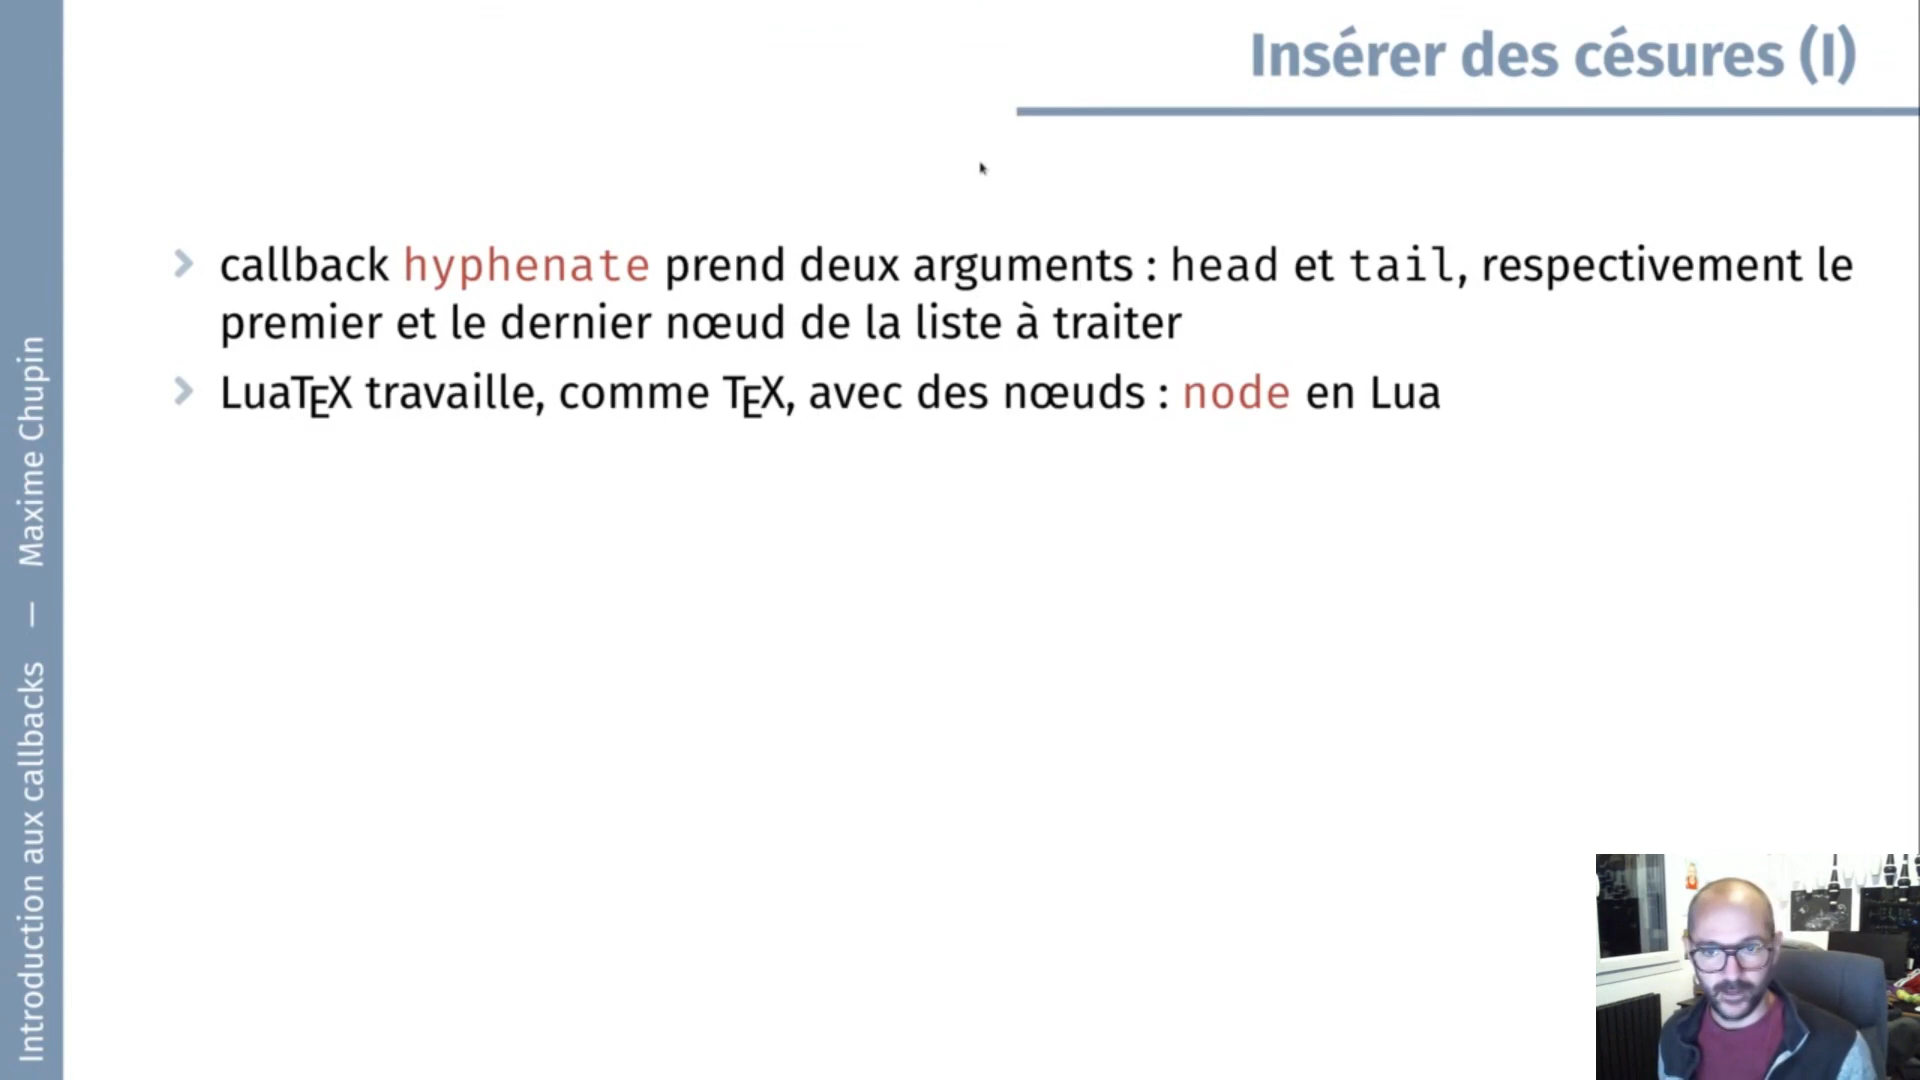 Insérer des césures (I)
callback hyphenate prend deux arguments : head et tail, respectivement le
premier et le dernier nœud de la liste à traiter
LuaTEX travaille, comme TEX, avec des nœuds : node en Lua
Introduction aux callbacks — Maxime Chupin